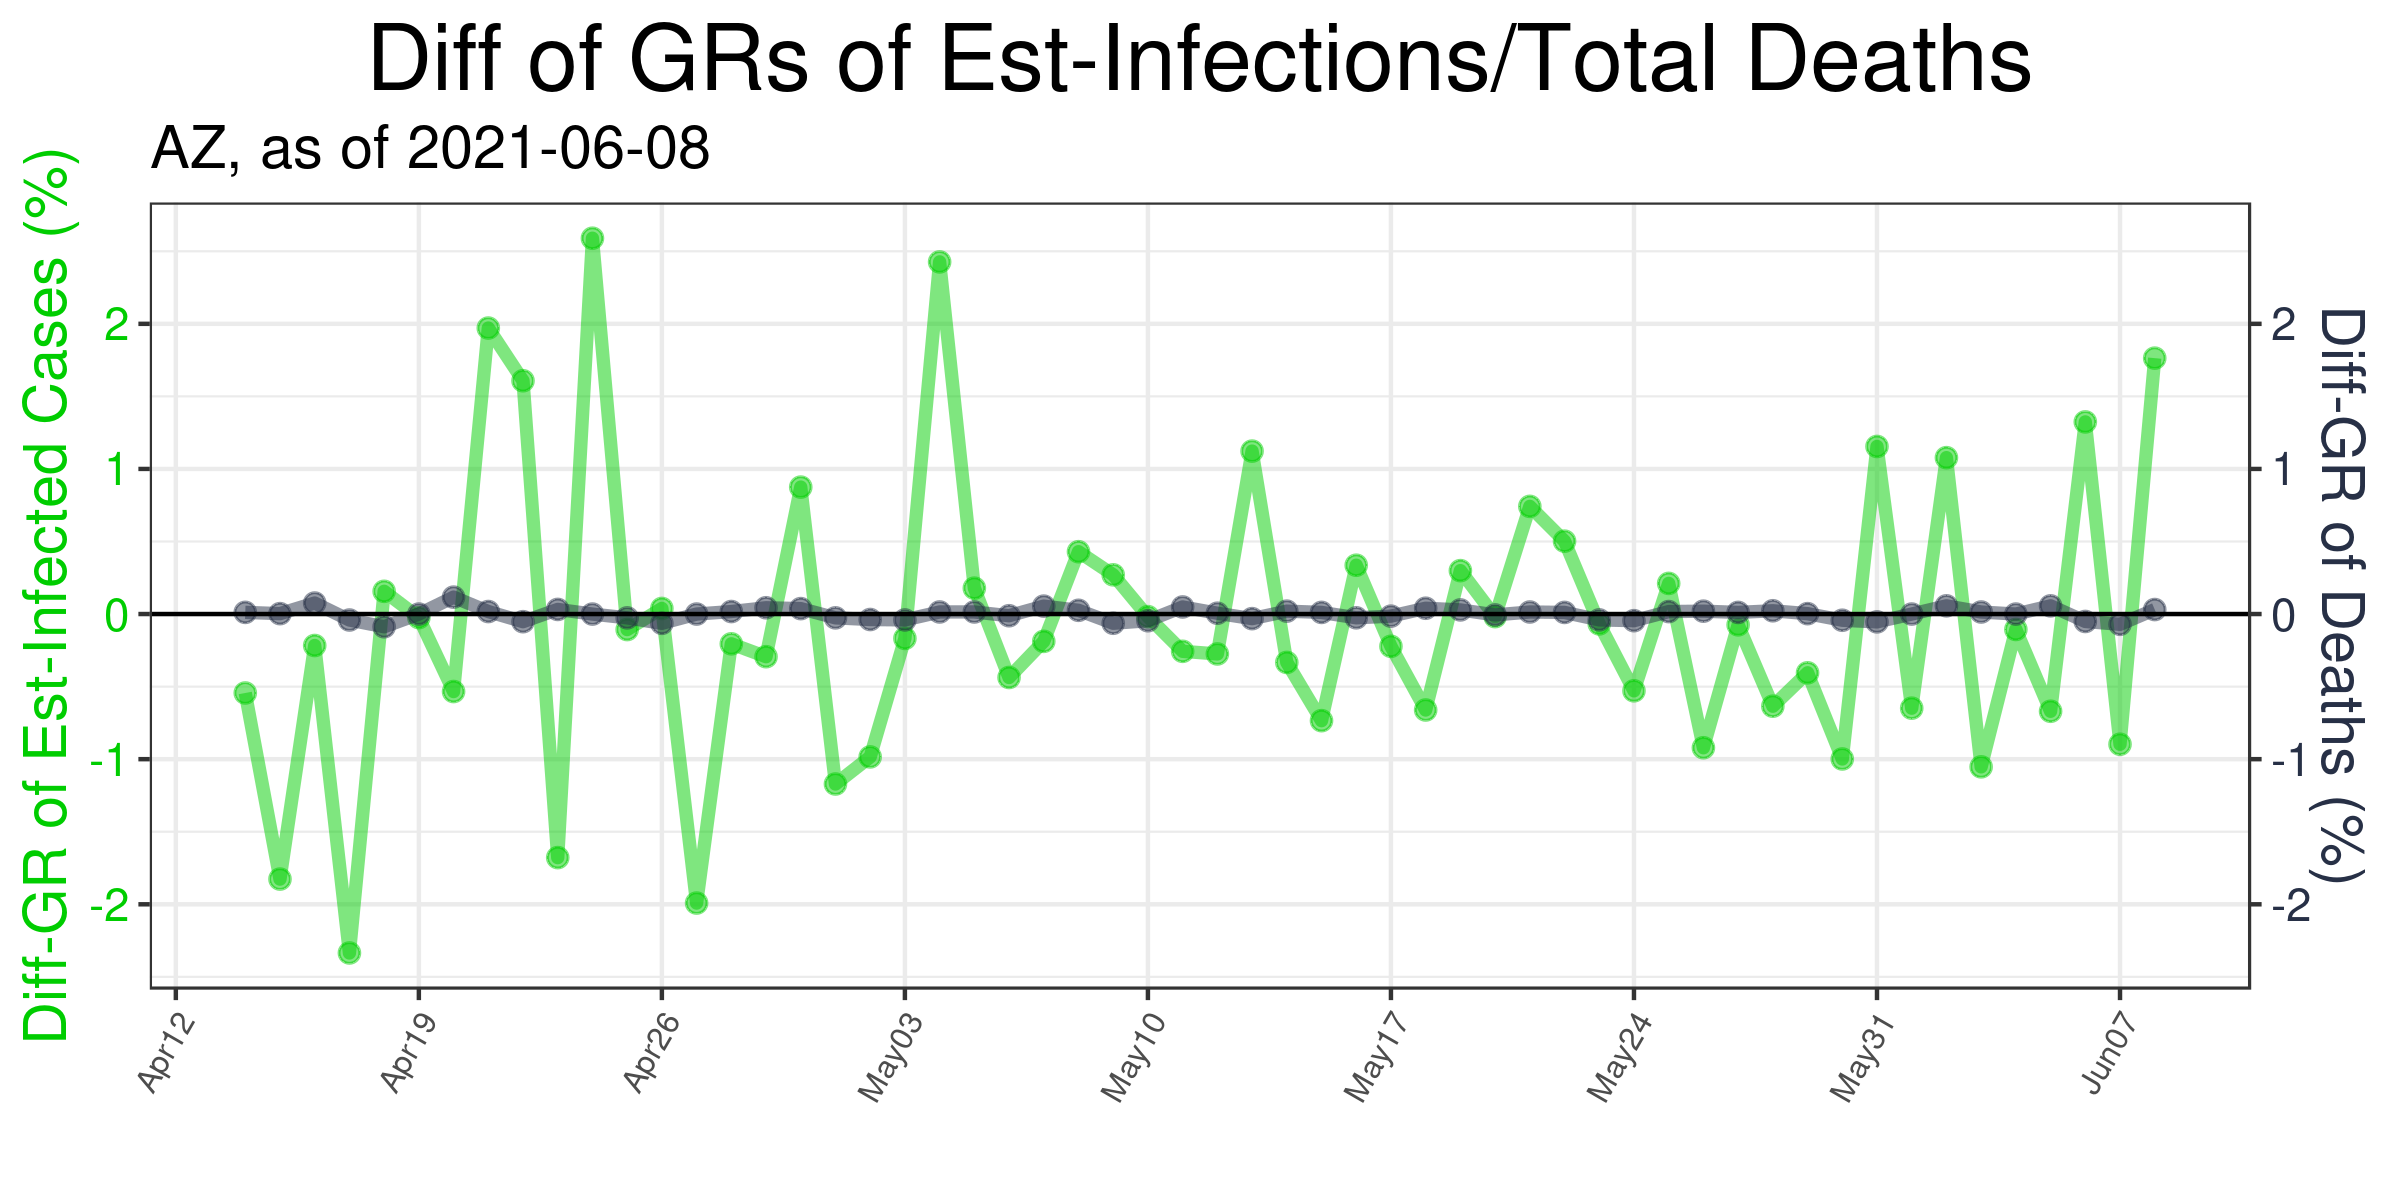 Diff of GRs of Est-Infections/Total Deaths
AZ, as of 2021-06-08
Diff-GR of Est-Infected Cases (%)
2
1
0
-1
-2
2
1
0
-1
-2
Diff-GR of Deaths (%)
Apr12
Apr19
Apr26
May03
May10
May17
May24
May31
Jun07